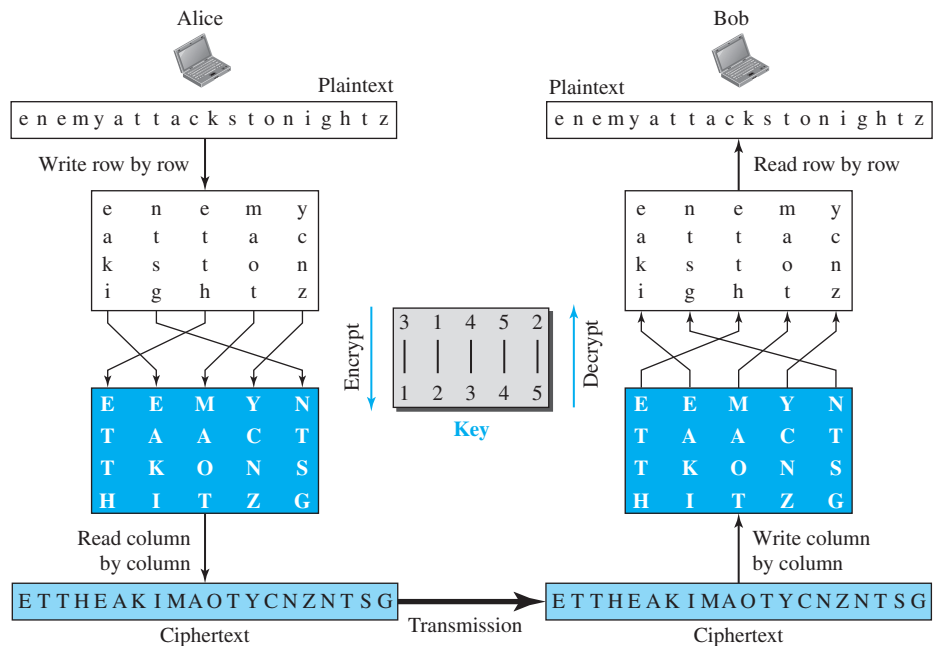 Alice
Bob
Plaintext
Plaintext
e n e m y a t t a c k s t o n i g h t z
e n e m y a t t a c k s t o n i g h t z
Write row by row
Read row by row
e n e m y
a t t a c
k s t o n
i g h t z
e n e m y
a t t a c
k s t o n
i g h t z
Encrypt
3 1 4 5 2
1 2 3 4 5
Decrypt
Key
E E M Y N
T A A C T
T K O N S
H I T Z G
E E M Y N
T A A C T
T K O N S
H I T Z G
Read column
by column
Write column
by column
E T T H E A K I M A O T Y C N Z N T S G
E T T H E A K I M A O T Y C N Z N T S G
Ciphertext
Transmission
Ciphertext